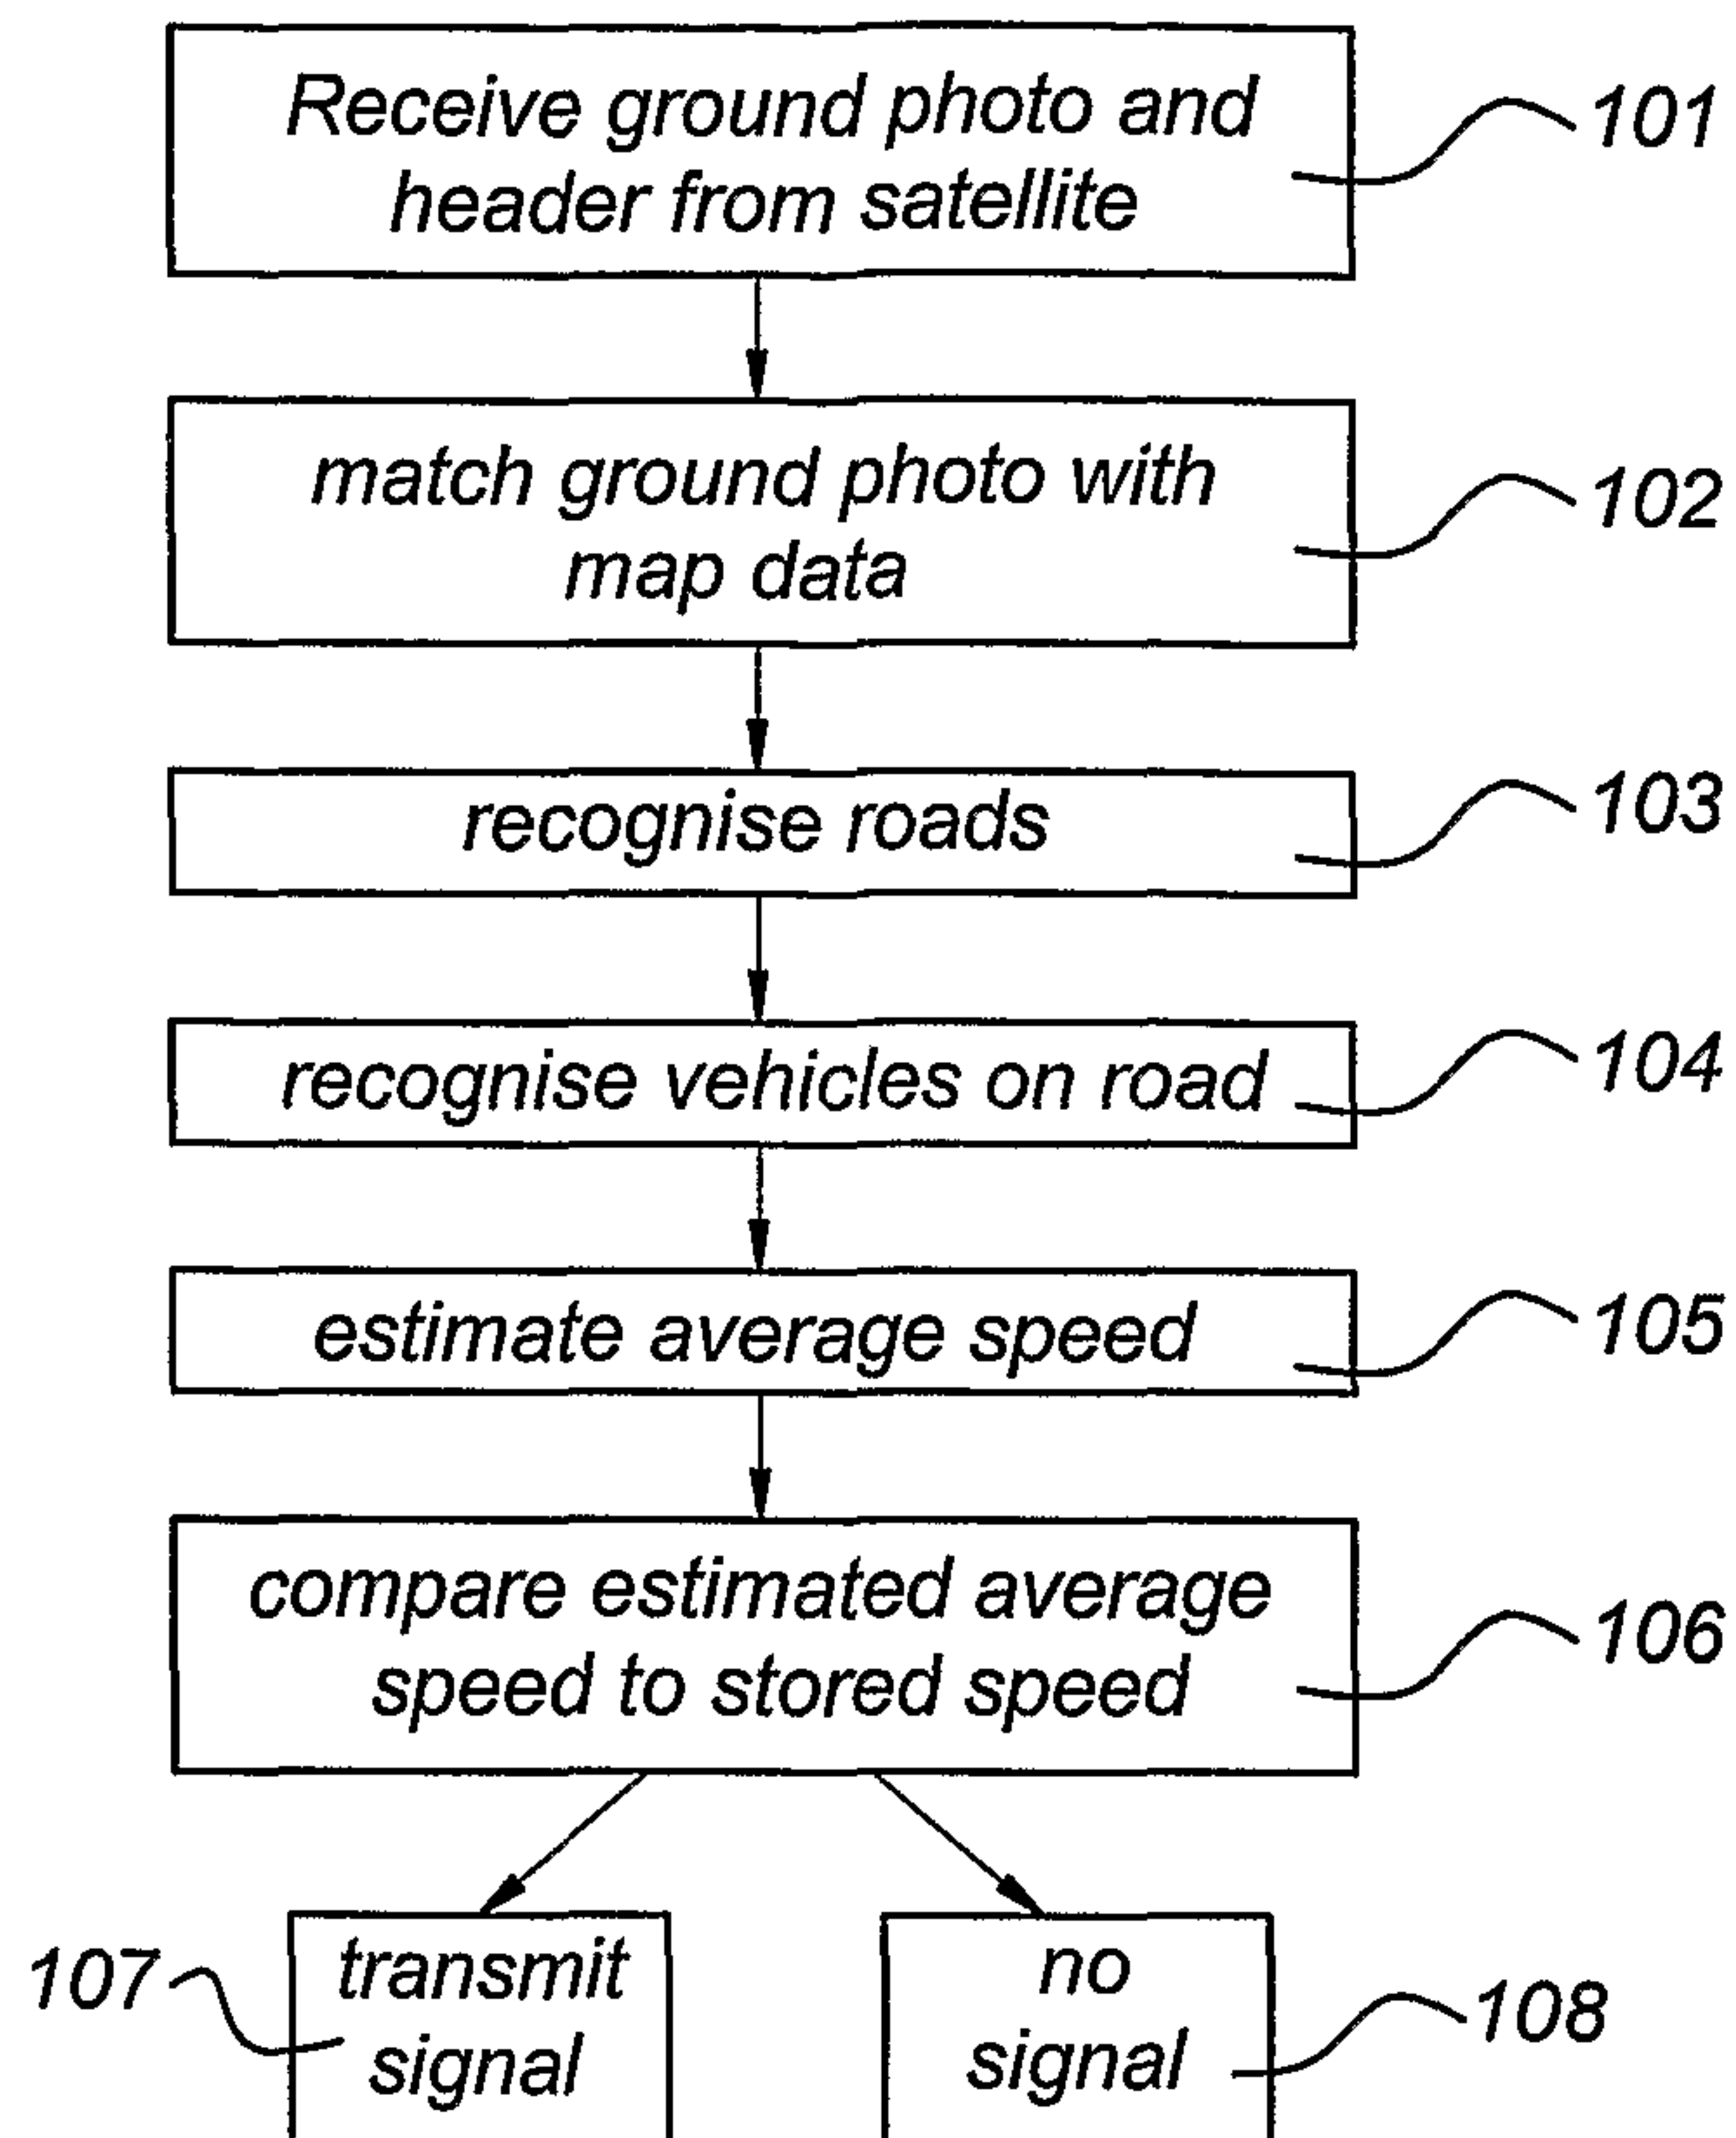 Receive ground photo and
header from satellite
101
match ground photo with
map data
102
recognise roads
103
recognise vehicles on road
104
estimate average speed
105
compare estimated average
speed to stored speed
106
107
transmit
signal
no
signal
108